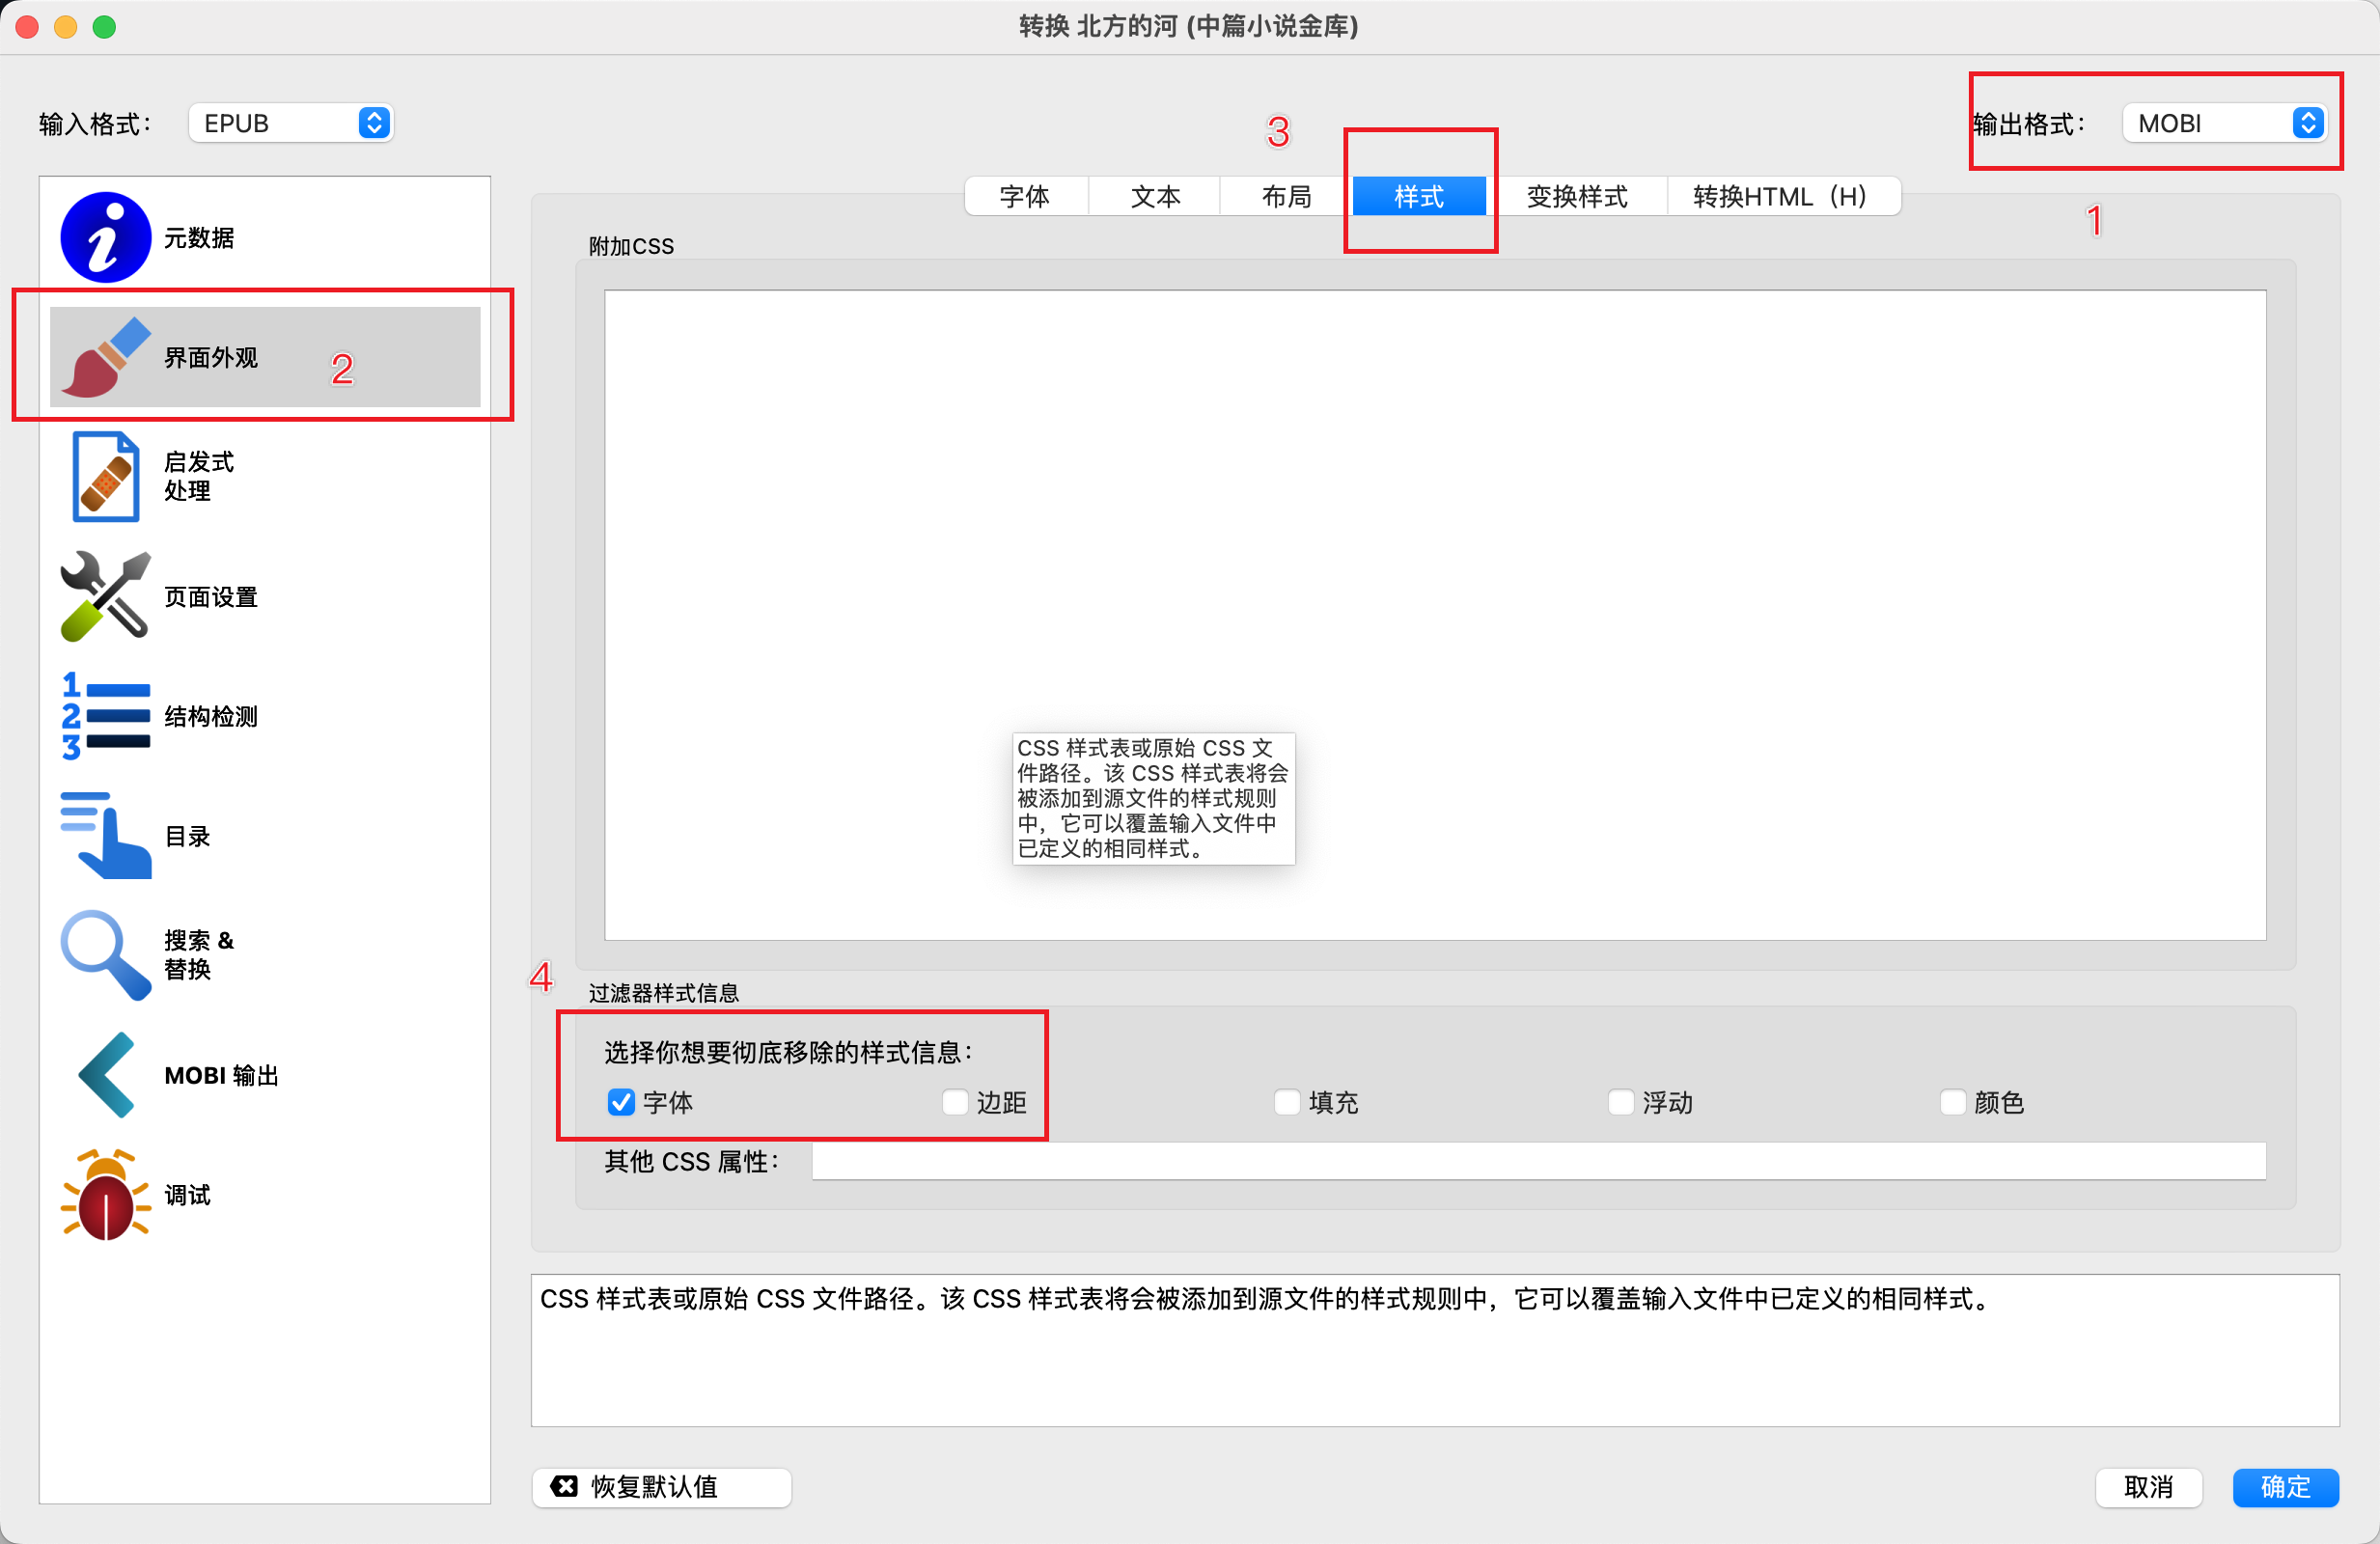 转换 北方的河 (中篇小说金库)
输入格式：
EPUB
3
输出格式：
MOBI
1
字体
文本
布局
样式
变换样式
转换HTML（H）
元数据
界面外观
2
启发式
处理
页面设置
1
2
3
结构检测
目录
搜索 &
替换
MOBI 输出
调试
附加CSS
CSS 样式表或原始 CSS 文
件路径。该 CSS 样式表将会
被添加到源文件的样式规则
中，它可以覆盖输入文件中
已定义的相同样式。
4
过滤器样式信息
选择你想要彻底移除的样式信息：
字体
边距
填充
浮动
颜色
其他 CSS 属性：
CSS 样式表或原始 CSS 文件路径。该 CSS 样式表将会被添加到源文件的样式规则中，它可以覆盖输入文件中已定义的相同样式。
恢复默认值
取消
确定